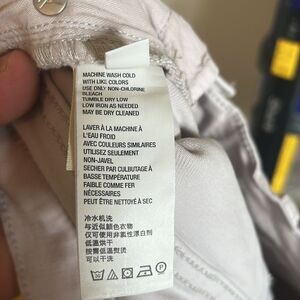 MACHINE WASH COLD
WITH LIKE COLORS
USE ONLY NON-CHLORINE
BLEACH
TUMBLE DRY LOW
LOW IRON AS NEEDED
MAY BE DRY CLEANED
LAVER À LA MACHINE À
L'EAU FROID
AVEC COULEURS SIMILAIRES
UTILISEZ SEULEMENT
NON-JAVEL
SECHER PAR CULBUTAGE À
BASSE TEMPÉRATURE
FAIBLE COMME FER
NÉCESSAIRES
PEUT ÊTRE NETTOYÉ À SEC
冷水机洗
与近似颜色衣物
仅可使用非氯性漂白剂
低温烘干
按需低温熨烫
可以干洗